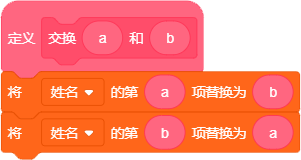 定义 交换 a 和 b
将 姓名 的第 a 项替换为 b
将 姓名 的第 b 项替换为 a